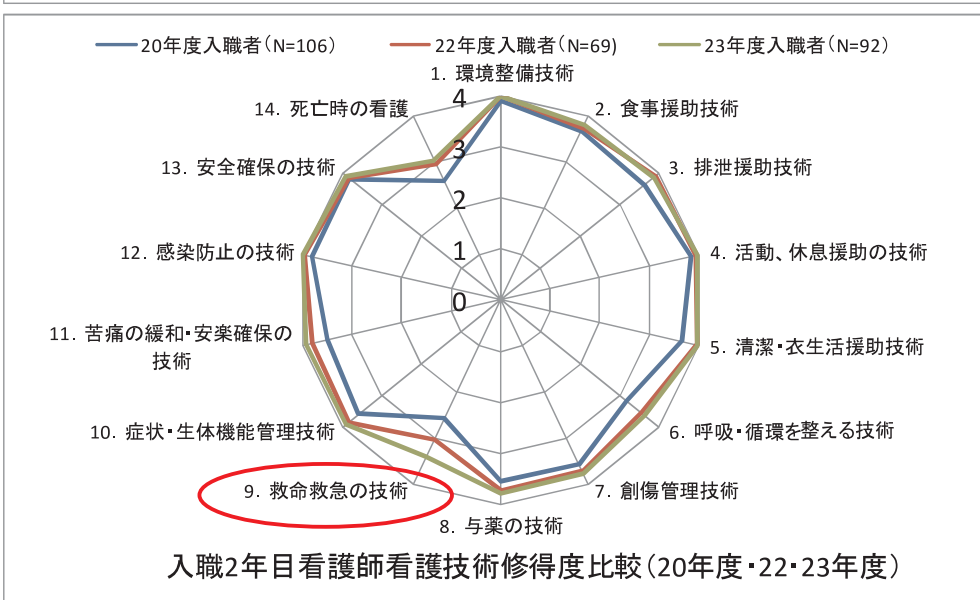 20年度入職者(N=106) 22年度入職者(N=69) 23年度入職者(N=92)
1. 環境整備技術
2. 食事援助技術
3. 排泄援助技術
4. 活動、休息援助の技術
5. 清潔・衣生活援助技術
6. 呼吸・循環を整える技術
7. 創傷管理技術
8. 与薬の技術
9. 救命救急の技術
10. 症状・生体機能管理技術
11. 苦痛の緩和・安楽確保の
技術
12. 感染防止の技術
13. 安全確保の技術
14. 死亡時の看護
4
3
2
1
0
入職2年目看護師看護技術修得度比較(20年度・22・23年度)